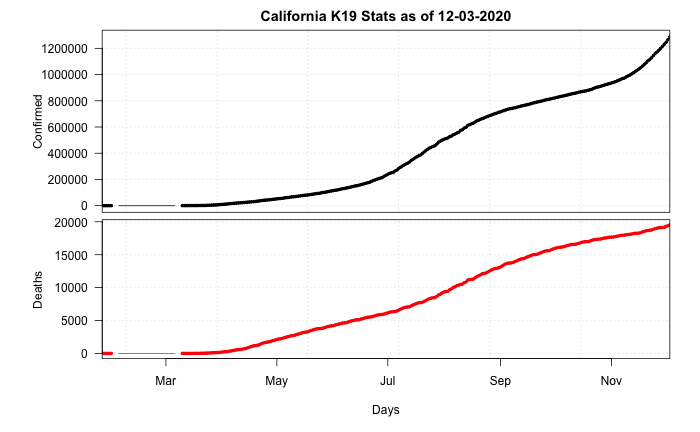 California K19 Stats as of 12-03-2020
Confirmed
1200000
1000000
800000
600000
400000
200000
0
Deaths
20000
15000
10000
5000
0
Mar May Jul Sep Nov
Days